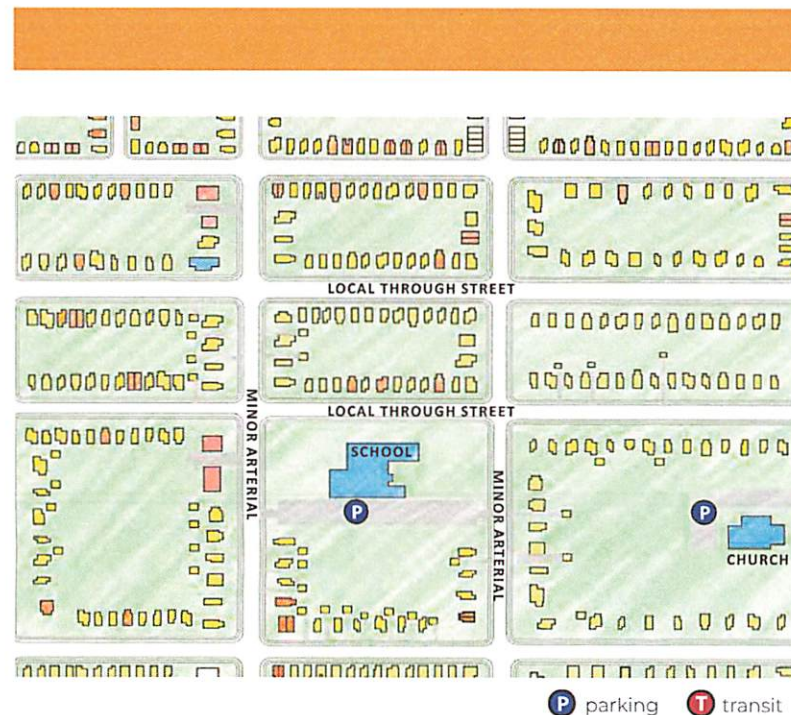 LOCAL THROUGH STREET
LOCAL THROUGH STREET
MINOR ARTERIAL
SCHOOL
P
MINOR ARTERIAL
P
CHURCH
P parking T transit